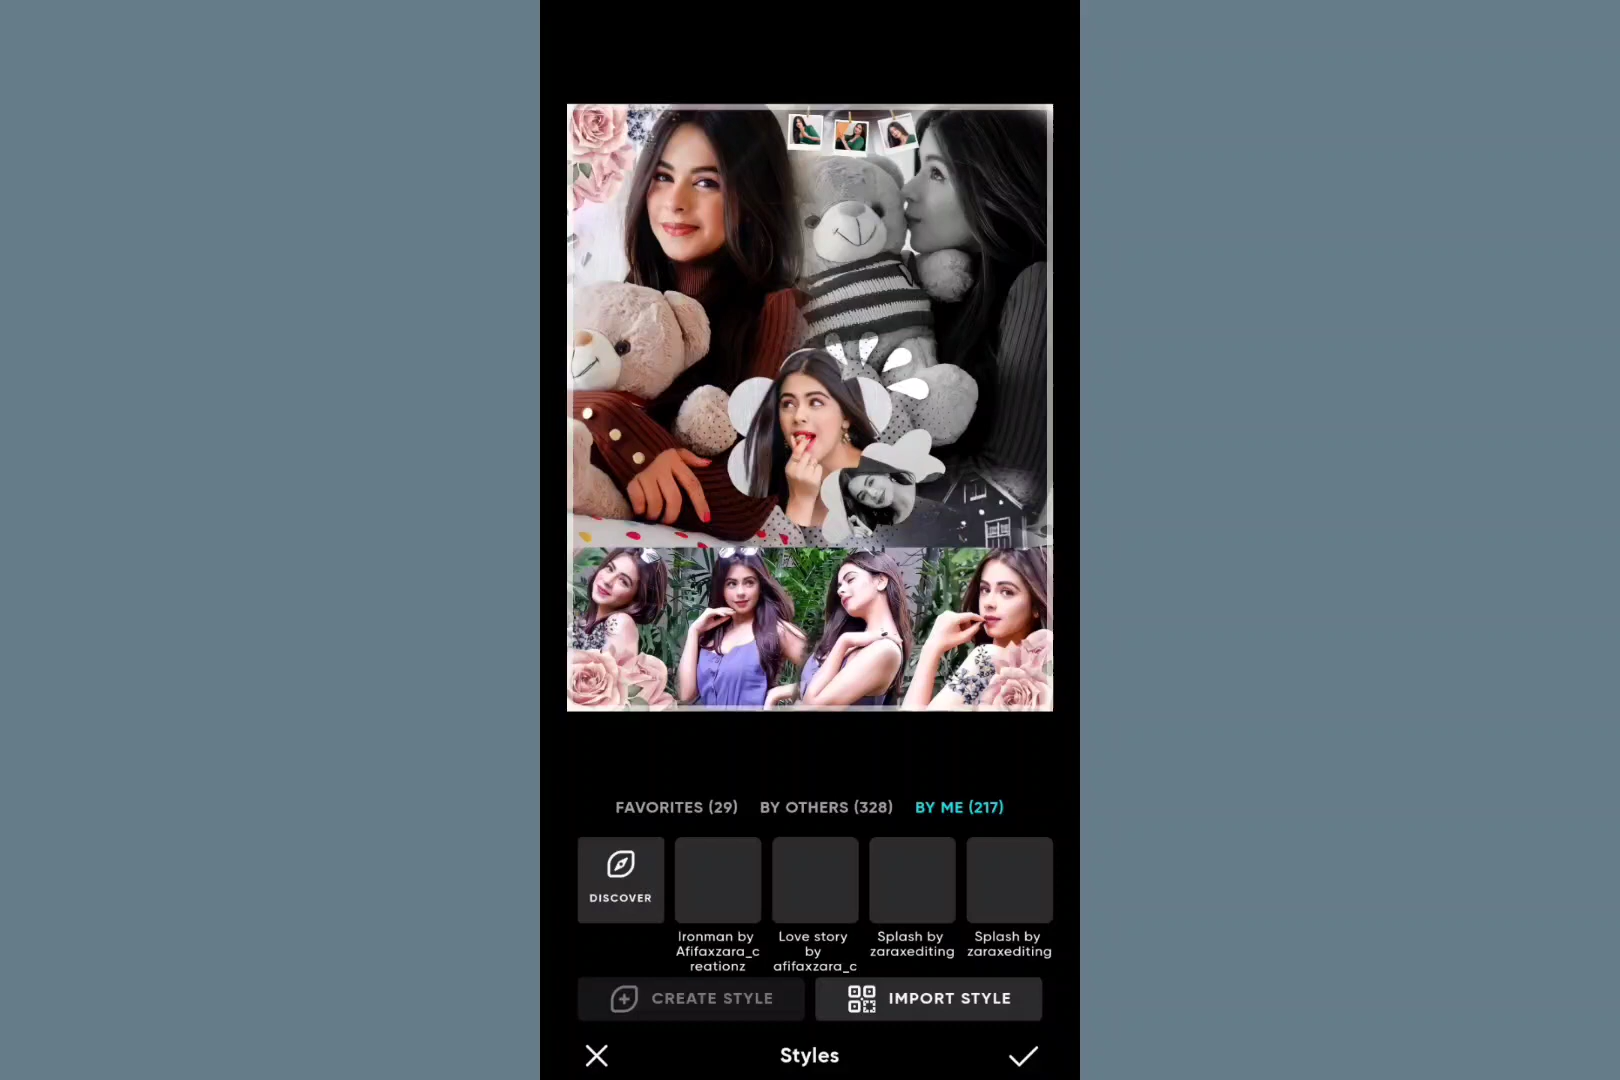 FAVORITES (29) BY OTHERS (328) BY ME (217)
DISCOVER
Ironman by
Afifaxzara_c
reationz
Love story
by
afifaxzara_c
Splash by
zaraxediting
Splash by
zaraxediting
CREATE STYLE
IMPORT STYLE
Styles